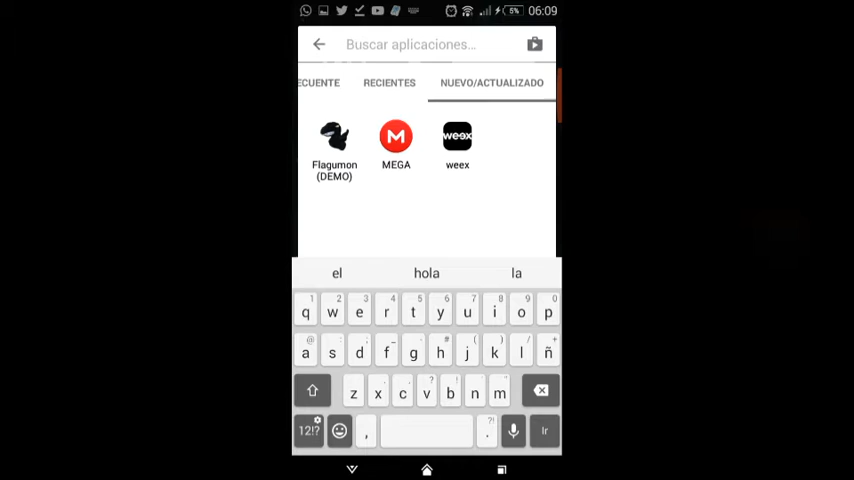 5% 06:09
Buscar aplicaciones...
ECUENTE RECIENTES NUEVO/ACTUALIZADO
M weex
Flagumon MEGA weex
(DEMO)
el hola la
1 2 3 4 5 6 7 8 9 0
q w e r t y u i o p
@ : ; _ - # ( ) / +
a s d f g h j k l ñ
? !
z x c v b n m
?!
12!? , . Ir